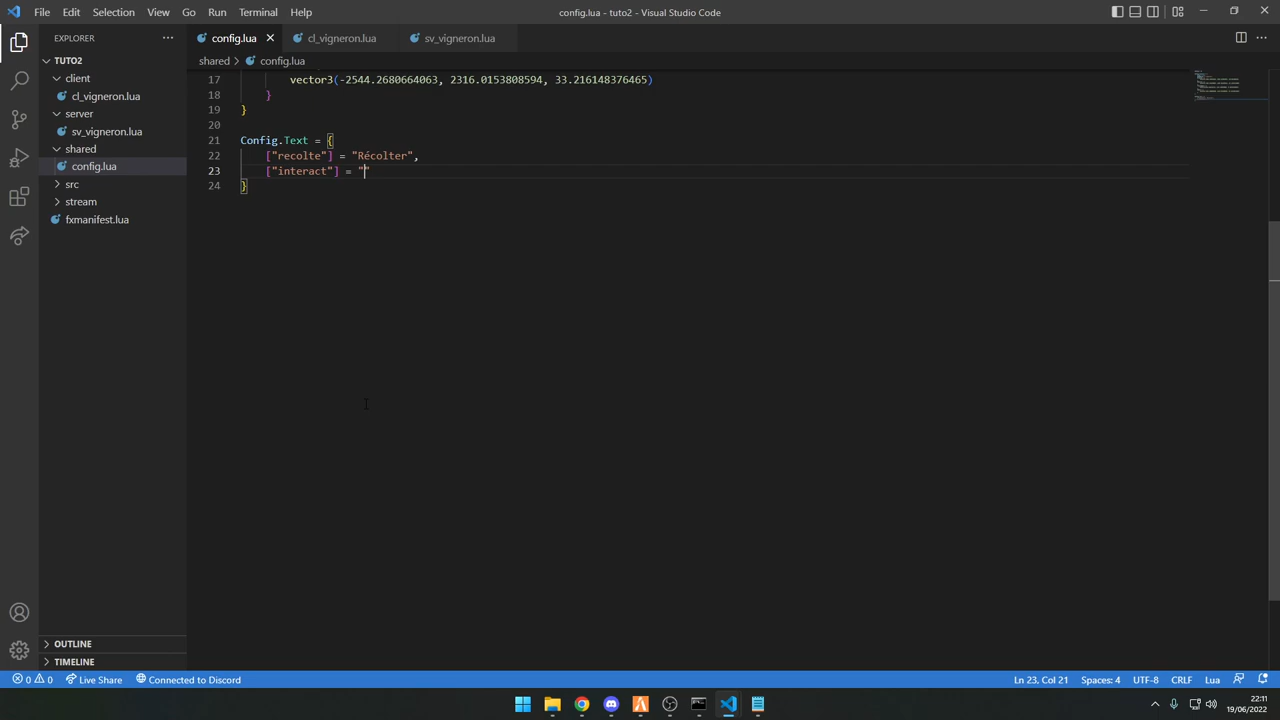 File Edit Selection View Go Run Terminal Help
config.lua - tuto2 - Visual Studio Code
EXPLORER
config.lua cl_vigneron.lua sv_vigneron.lua
TUTO2
shared > config.lua
client
cl_vigneron.lua
server
sv_vigneron.lua
shared
config.lua
src
stream
fxmanifest.lua
17 vector3(-2544.2680664063, 2316.0153808594, 33.216148376465)
18 }
19 }
20
21 Config.Text = {
22 ["recolte"] = "Récolter",
23 ["interact"] = ""
24 }
OUTLINE
TIMELINE
0 0 Live Share Connected to Discord Ln 23, Col 21 Spaces: 4 UTF-8 CRLF Lua
22:11
19/06/2022